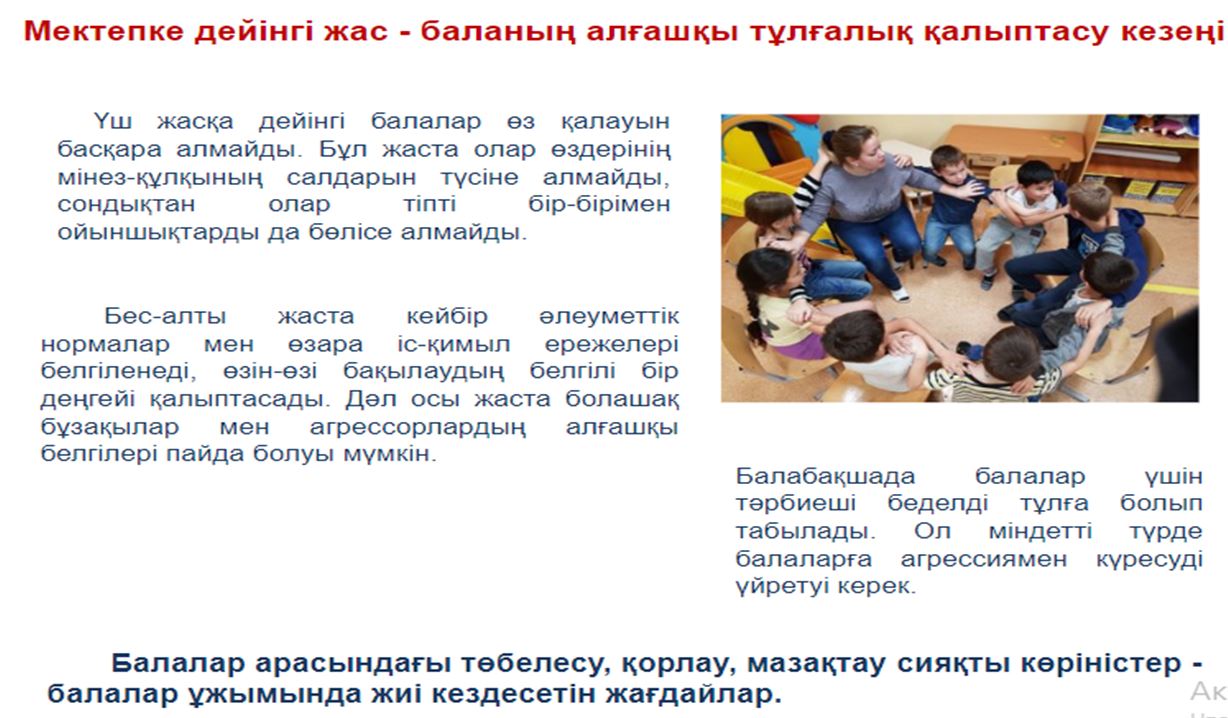 Мектепке дейінгі жас - баланың алғашқы тұлғалық қалыптасу кезеңі
Үш жасқа дейінгі балалар өз қалауын
басқара алмайды. Бұл жаста олар өздерінің
мінез-құлқының салдарын түсіне алмайды,
сондықтан олар тіпті бір-бірімен
ойыншықтарды да бөлісе алмайды.
Бес-алты жаста кейбір әлеуметтік
нормалар мен өзара іс-қимыл ережелері
белгіленеді, өзін-өзі бақылаудың белгілі бір
деңгейі қалыптасады. Дәл осы жаста болашақ
бұзақылар мен агрессорлардың алғашқы
белгілері пайда болуы мүмкін.
Балабақшада балалар үшін
тәрбиеші беделді тұлға болып
табылады. Ол міндетті түрде
балаларға агрессиямен күресуді
үйретуі керек.
Балалар арасындағы төбелесу, қорлау, мазақтау сияқты көріністер -
балалар ұжымында жиі кездесетін жағдайлар.
Ак